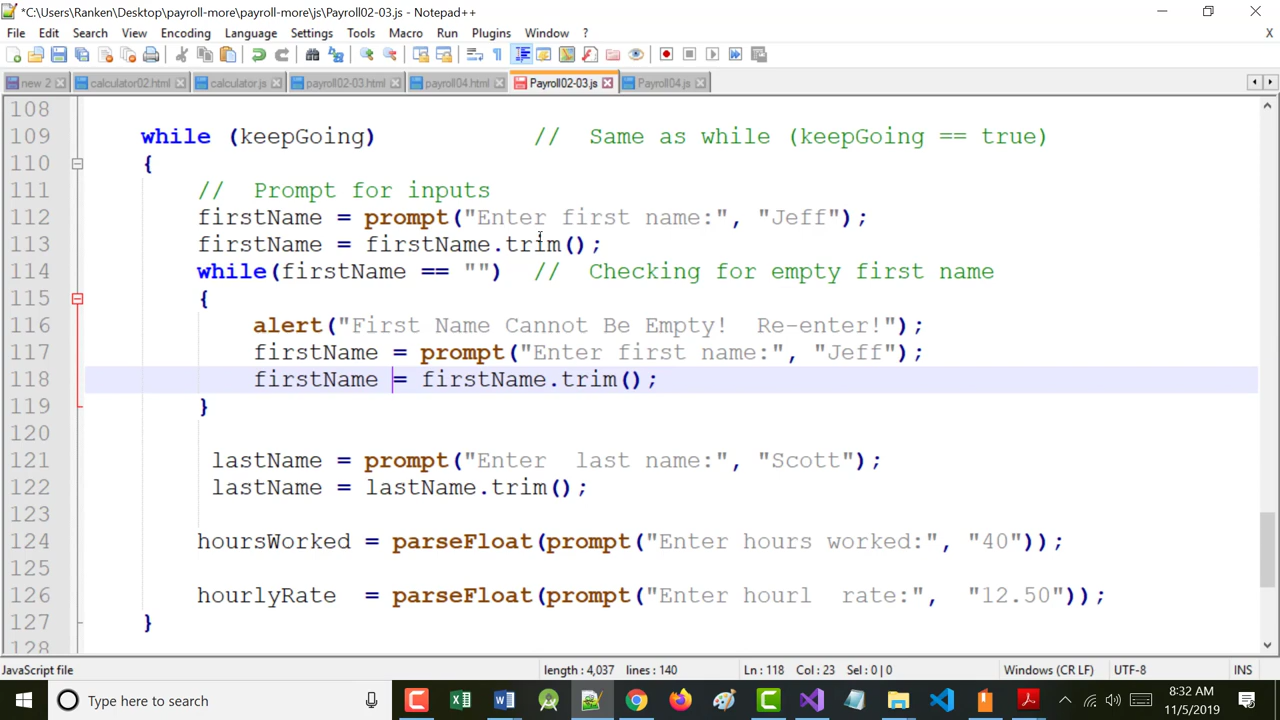 *C:\Users\Ranken\Desktop\payroll-more\payroll-more\js\Payroll02-03.js - Notepad++
File Edit Search View Encoding Language Settings Tools Macro Run Plugins Window ? X
new 2 calculator02.html calculator.js payroll02-03.html payroll04.html Payroll02-03.js Payroll04.js
108
109 while (keepGoing) // Same as while (keepGoing == true)
110 {
111 // Prompt for inputs
112 firstName = prompt("Enter first name:", "Jeff");
113 firstName = firstName.trim();
114 while(firstName == "") // Checking for empty first name
115 {
116 alert("First Name Cannot Be Empty!  Re-enter!");
117 firstName = prompt("Enter first name:", "Jeff");
118 firstName = firstName.trim();
119 }
120
121 lastName = prompt("Enter  last name:", "Scott");
122 lastName = lastName.trim();
123
124 hoursWorked = parseFloat(prompt("Enter hours worked:", "40"));
125
126 hourlyRate  = parseFloat(prompt("Enter hourl  rate:",  "12.50"));
127 }
128
JavaScript file length : 4,037 lines : 140 Ln : 118 Col : 23 Sel : 0 | 0 Windows (CR LF) UTF-8 INS
Type here to search 8:32 AM
11/5/2019